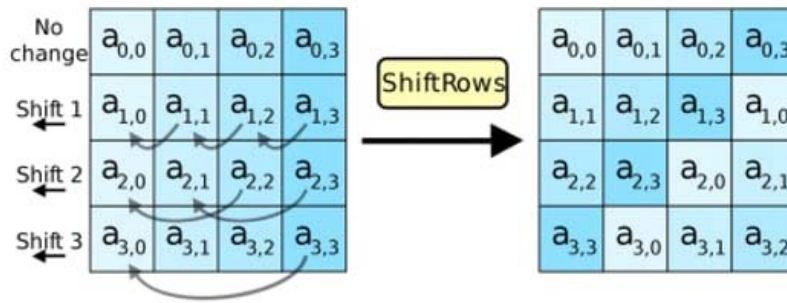 No
change
a0,0 a0,1 a0,2 a0,3
Shift 1
a1,0 a1,1 a1,2 a1,3
Shift 2
a2,0 a2,1 a2,2 a2,3
Shift 3
a3,0 a3,1 a3,2 a3,3
ShiftRows
a0,0 a0,1 a0,2 a0,3
a1,1 a1,2 a1,3 a1,0
a2,2 a2,3 a2,0 a2,1
a3,3 a3,0 a3,1 a3,2